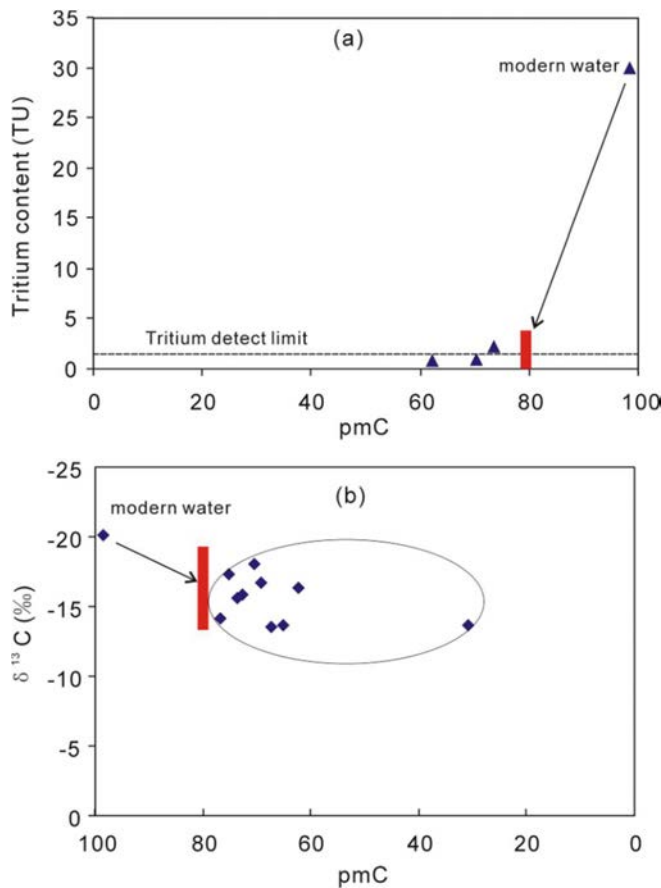 (a)
35
30
25
20
15
10
5
0
Tritium content (TU)
modern water
Tritium detect limit
0 20 40 60 80 100
pmC
(b)
-25
-20
-15
-10
-5
0
δ ¹³ C (‰)
modern water
100 80 60 40 20 0
pmC